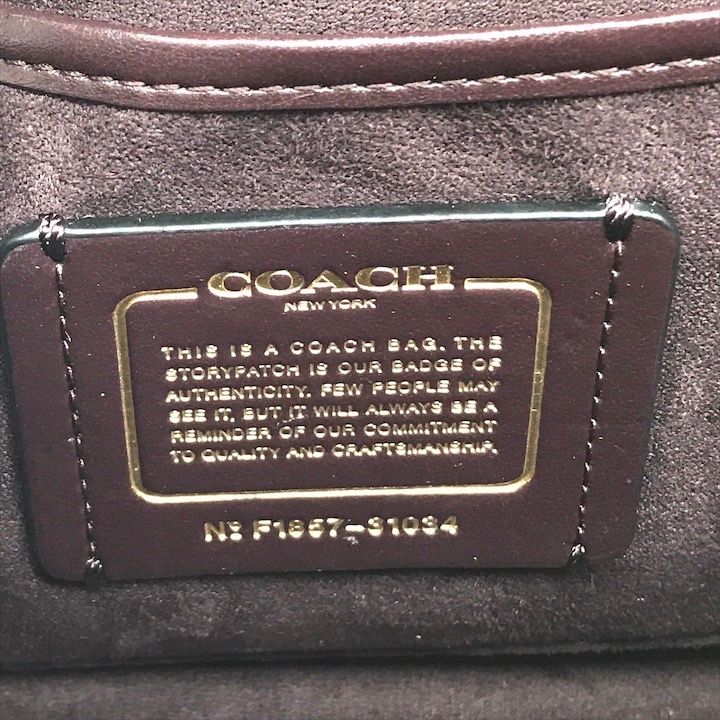 COACH
NEW YORK
THIS IS A COACH BAG. THE
STORYPATCH IS OUR BADGE OF
AUTHENTICITY. FEW PEOPLE MAY
SEE IT, BUT IT WILL ALWAYS BE A
REMINDER OF OUR COMMITMENT
TO QUALITY AND CRAFTSMANSHIP.
Nº F1857-31034